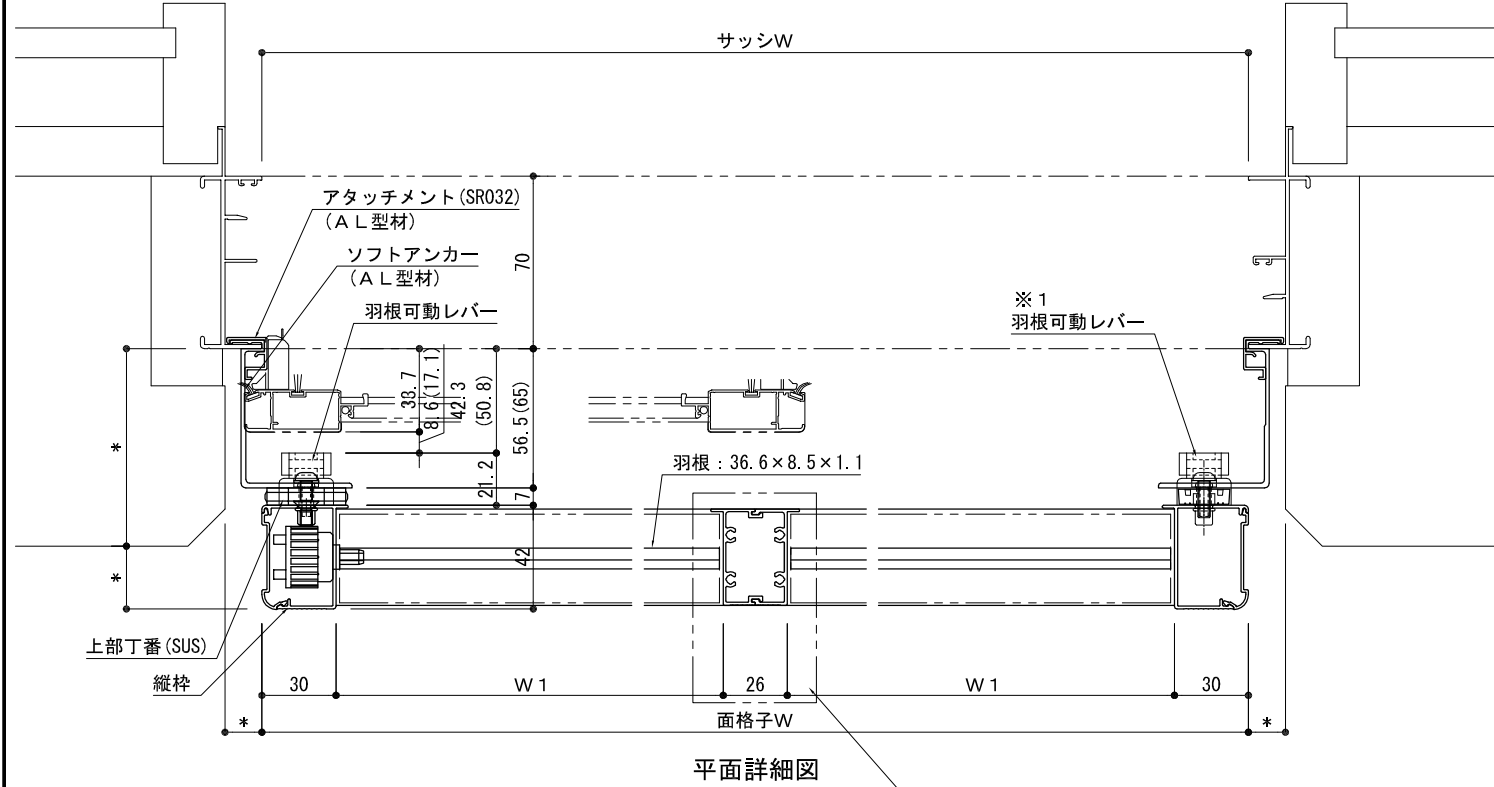 サッシW
アタッチメント(SR032)
(AL型材)
ソフトアンカー
(AL型材)
羽根可動レバー
70
※1
羽根可動レバー
33.7
8.6(17.1)
42.3
(50.8)
56.5(65)
21.2
7
42
羽根：36.6×8.5×1.1
*
*
上部丁番(SUS)
縦枠
30
W1
26
W1
30
*
面格子W
*
平面詳細図